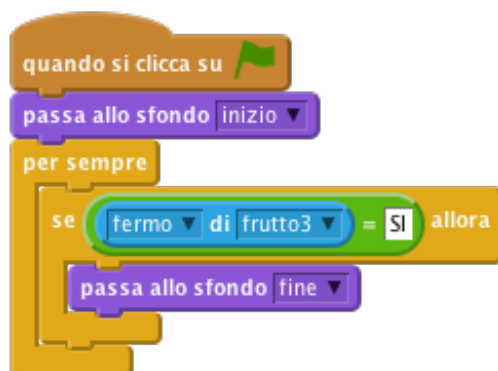 quando si clicca su
passa allo sfondo inizio
per sempre
se fermo di frutto3 = SI allora
passa allo sfondo fine